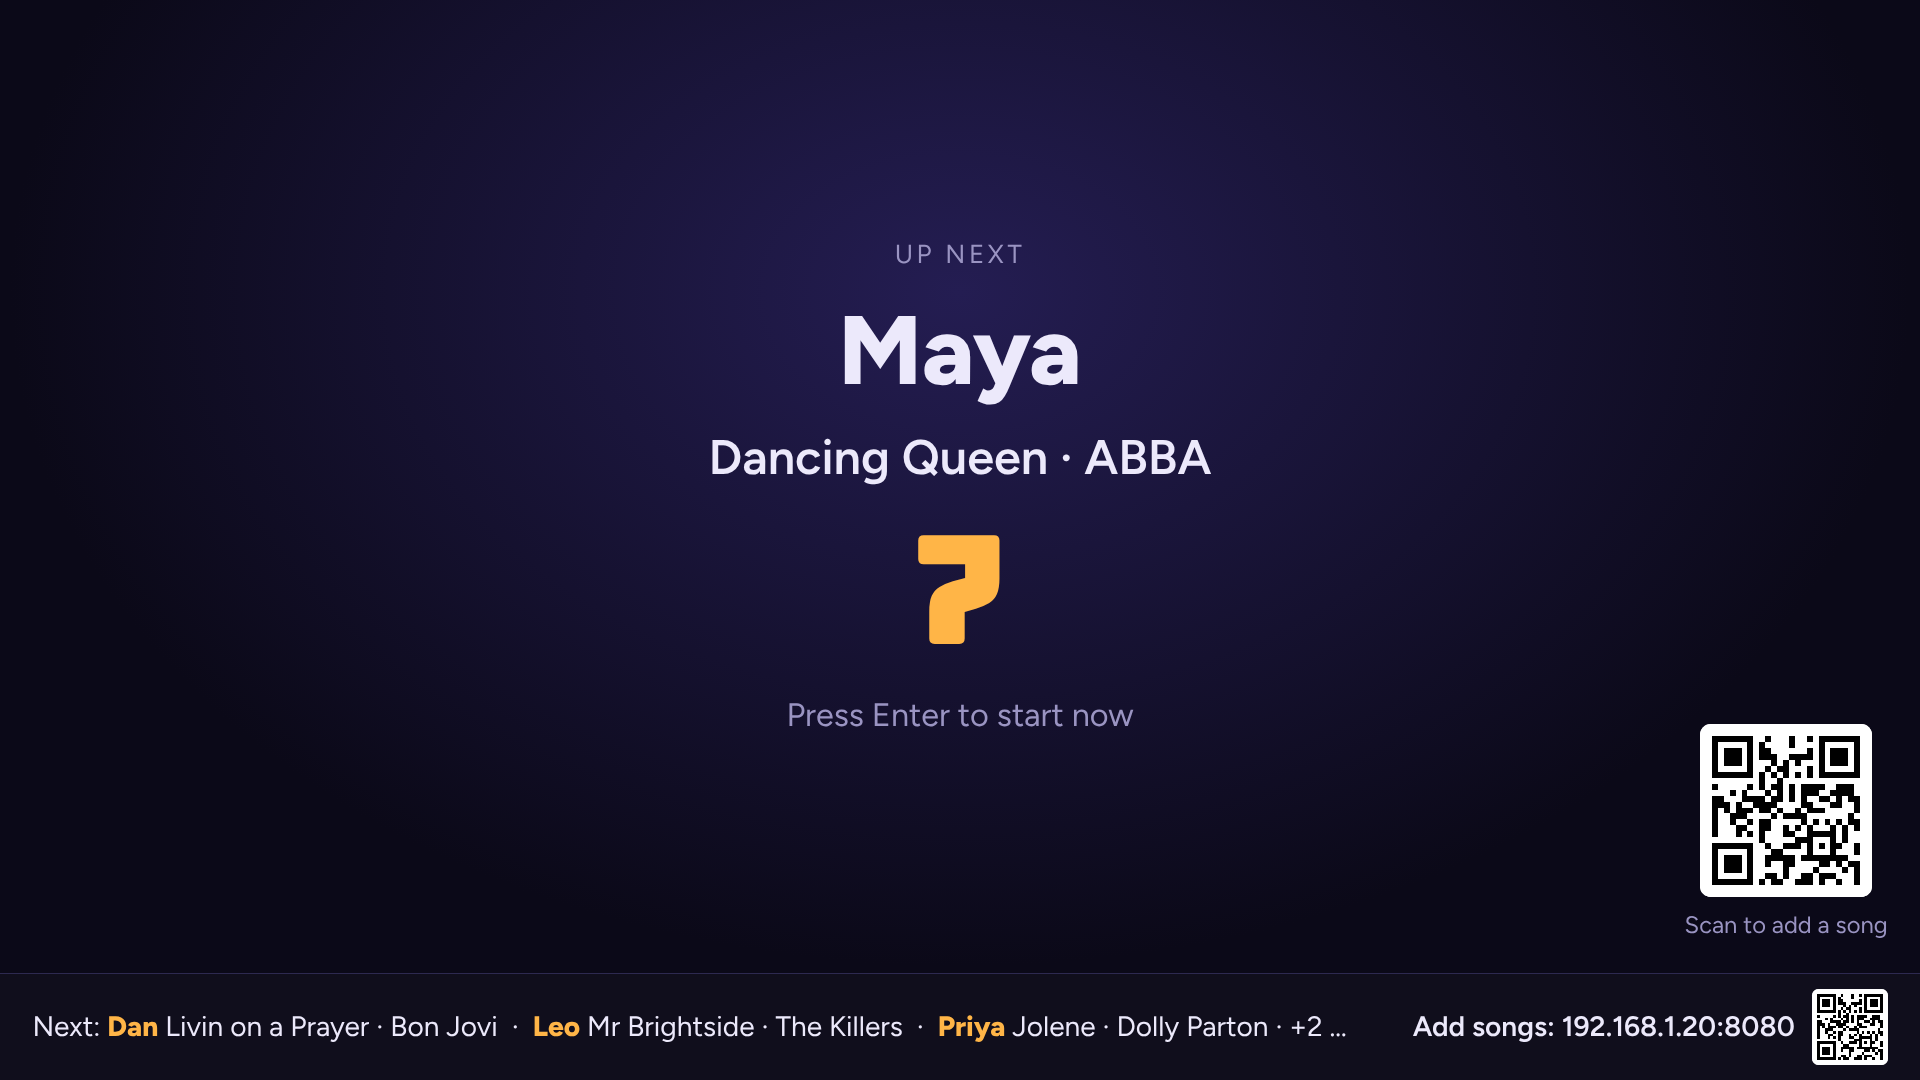 UP NEXT
Maya
Dancing Queen · ABBA
7
Press Enter to start now
Scan to add a song
Next: Dan Livin on a Prayer · Bon Jovi · Leo Mr Brightside · The Killers · Priya Jolene · Dolly Parton · +2 ...
Add songs: 192.168.1.20:8080